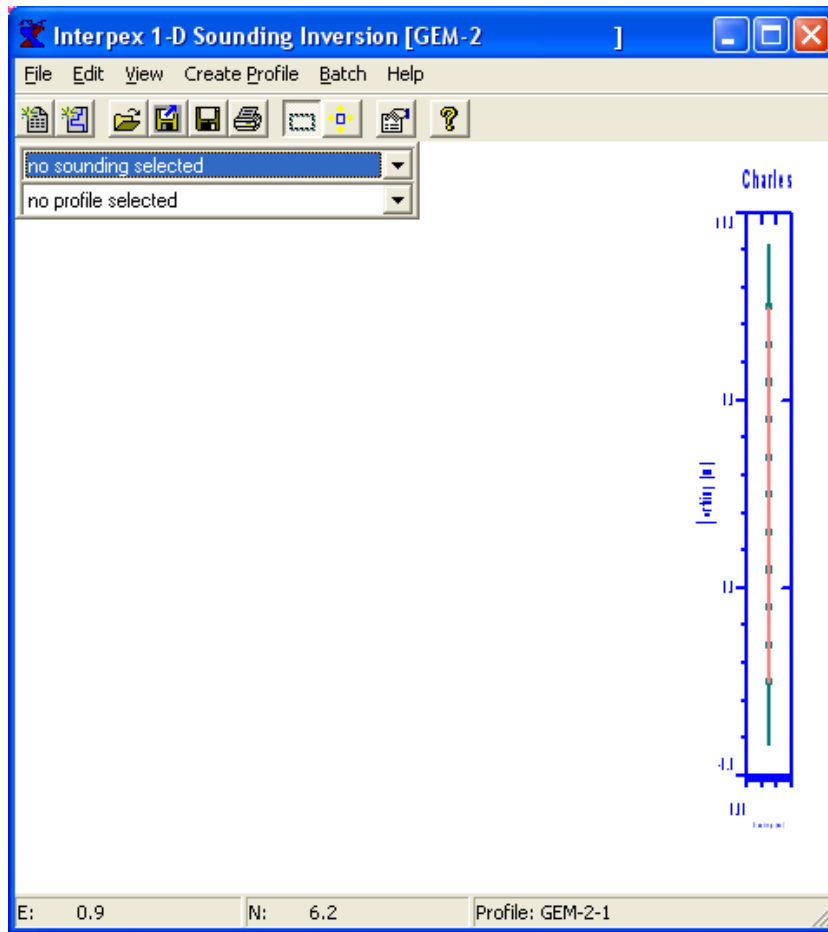 Interpex 1-D Sounding Inversion [GEM-2 ]
File Edit View Create Profile Batch Help
no sounding selected
no profile selected
Charles
E: 0.9 N: 6.2 Profile: GEM-2-1